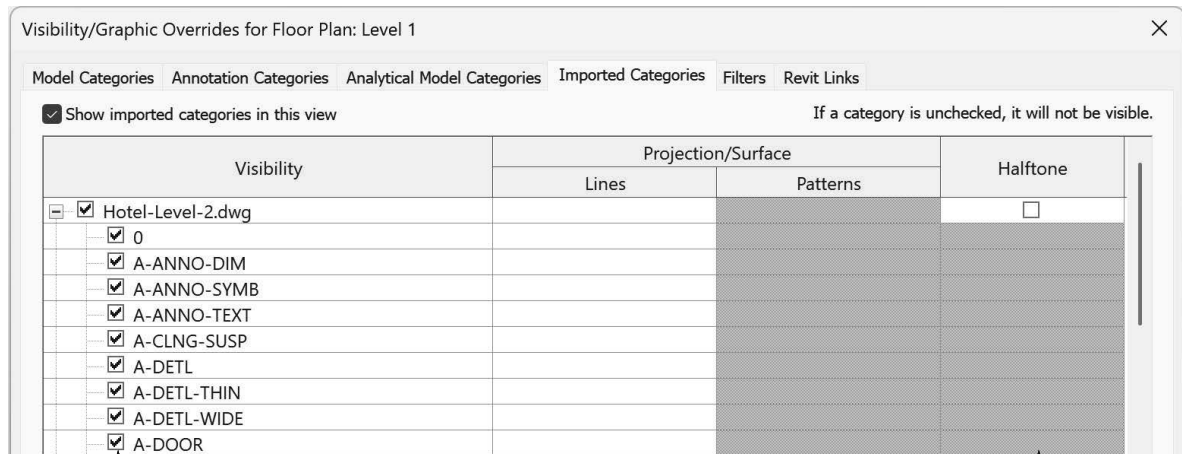 Visibility/Graphic Overrides for Floor Plan: Level 1
Model Categories Annotation Categories Analytical Model Categories Imported Categories Filters Revit Links
Show imported categories in this view If a category is unchecked, it will not be visible.
Visibility Projection/Surface Halftone
Lines Patterns
Hotel-Level-2.dwg
0
A-ANNO-DIM
A-ANNO-SYMB
A-ANNO-TEXT
A-CLNG-SUSP
A-DETL
A-DETL-THIN
A-DETL-WIDE
A-DOOR